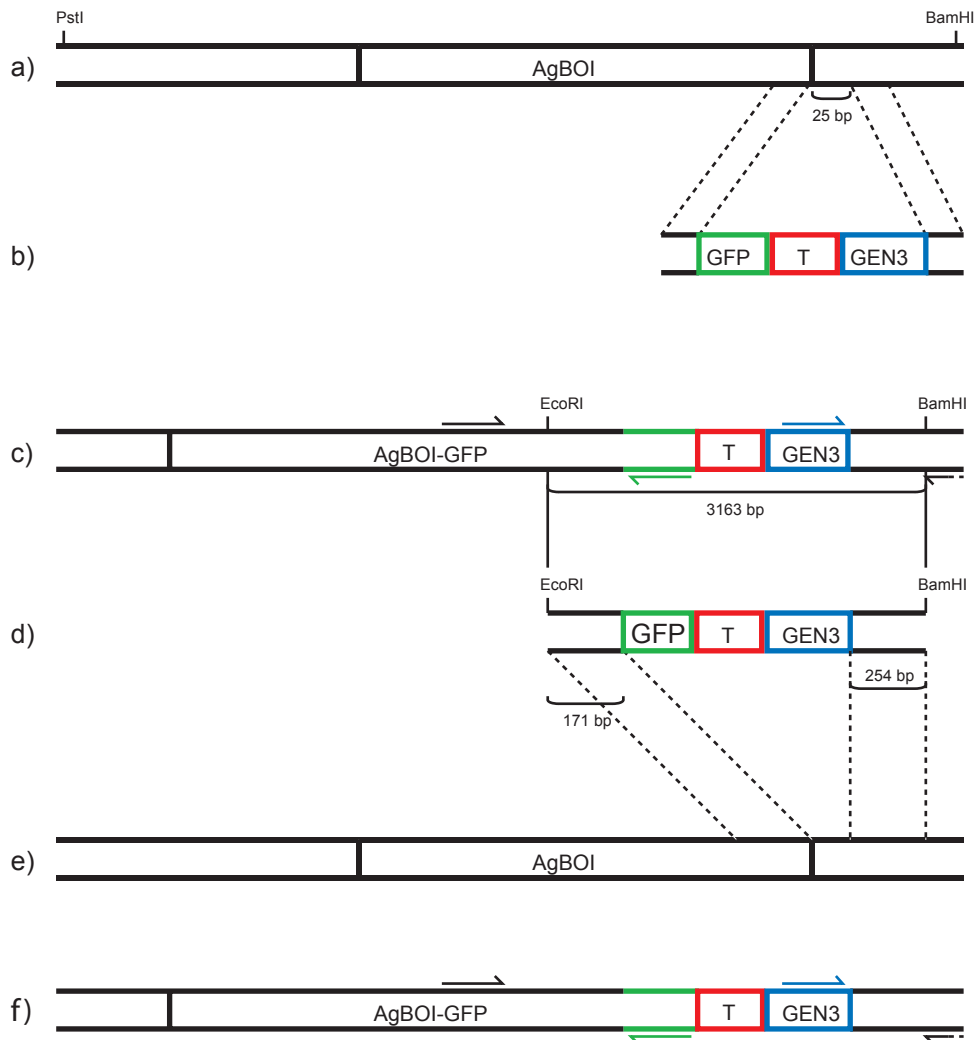 PstI BamHI
a) AgBOI
25 bp
b) GFP T GEN3
EcoRI BamHI
c) AgBOI-GFP T GEN3
3163 bp
EcoRI BamHI
d) GFP T GEN3
254 bp
171 bp
e) AgBOI
f) AgBOI-GFP T GEN3